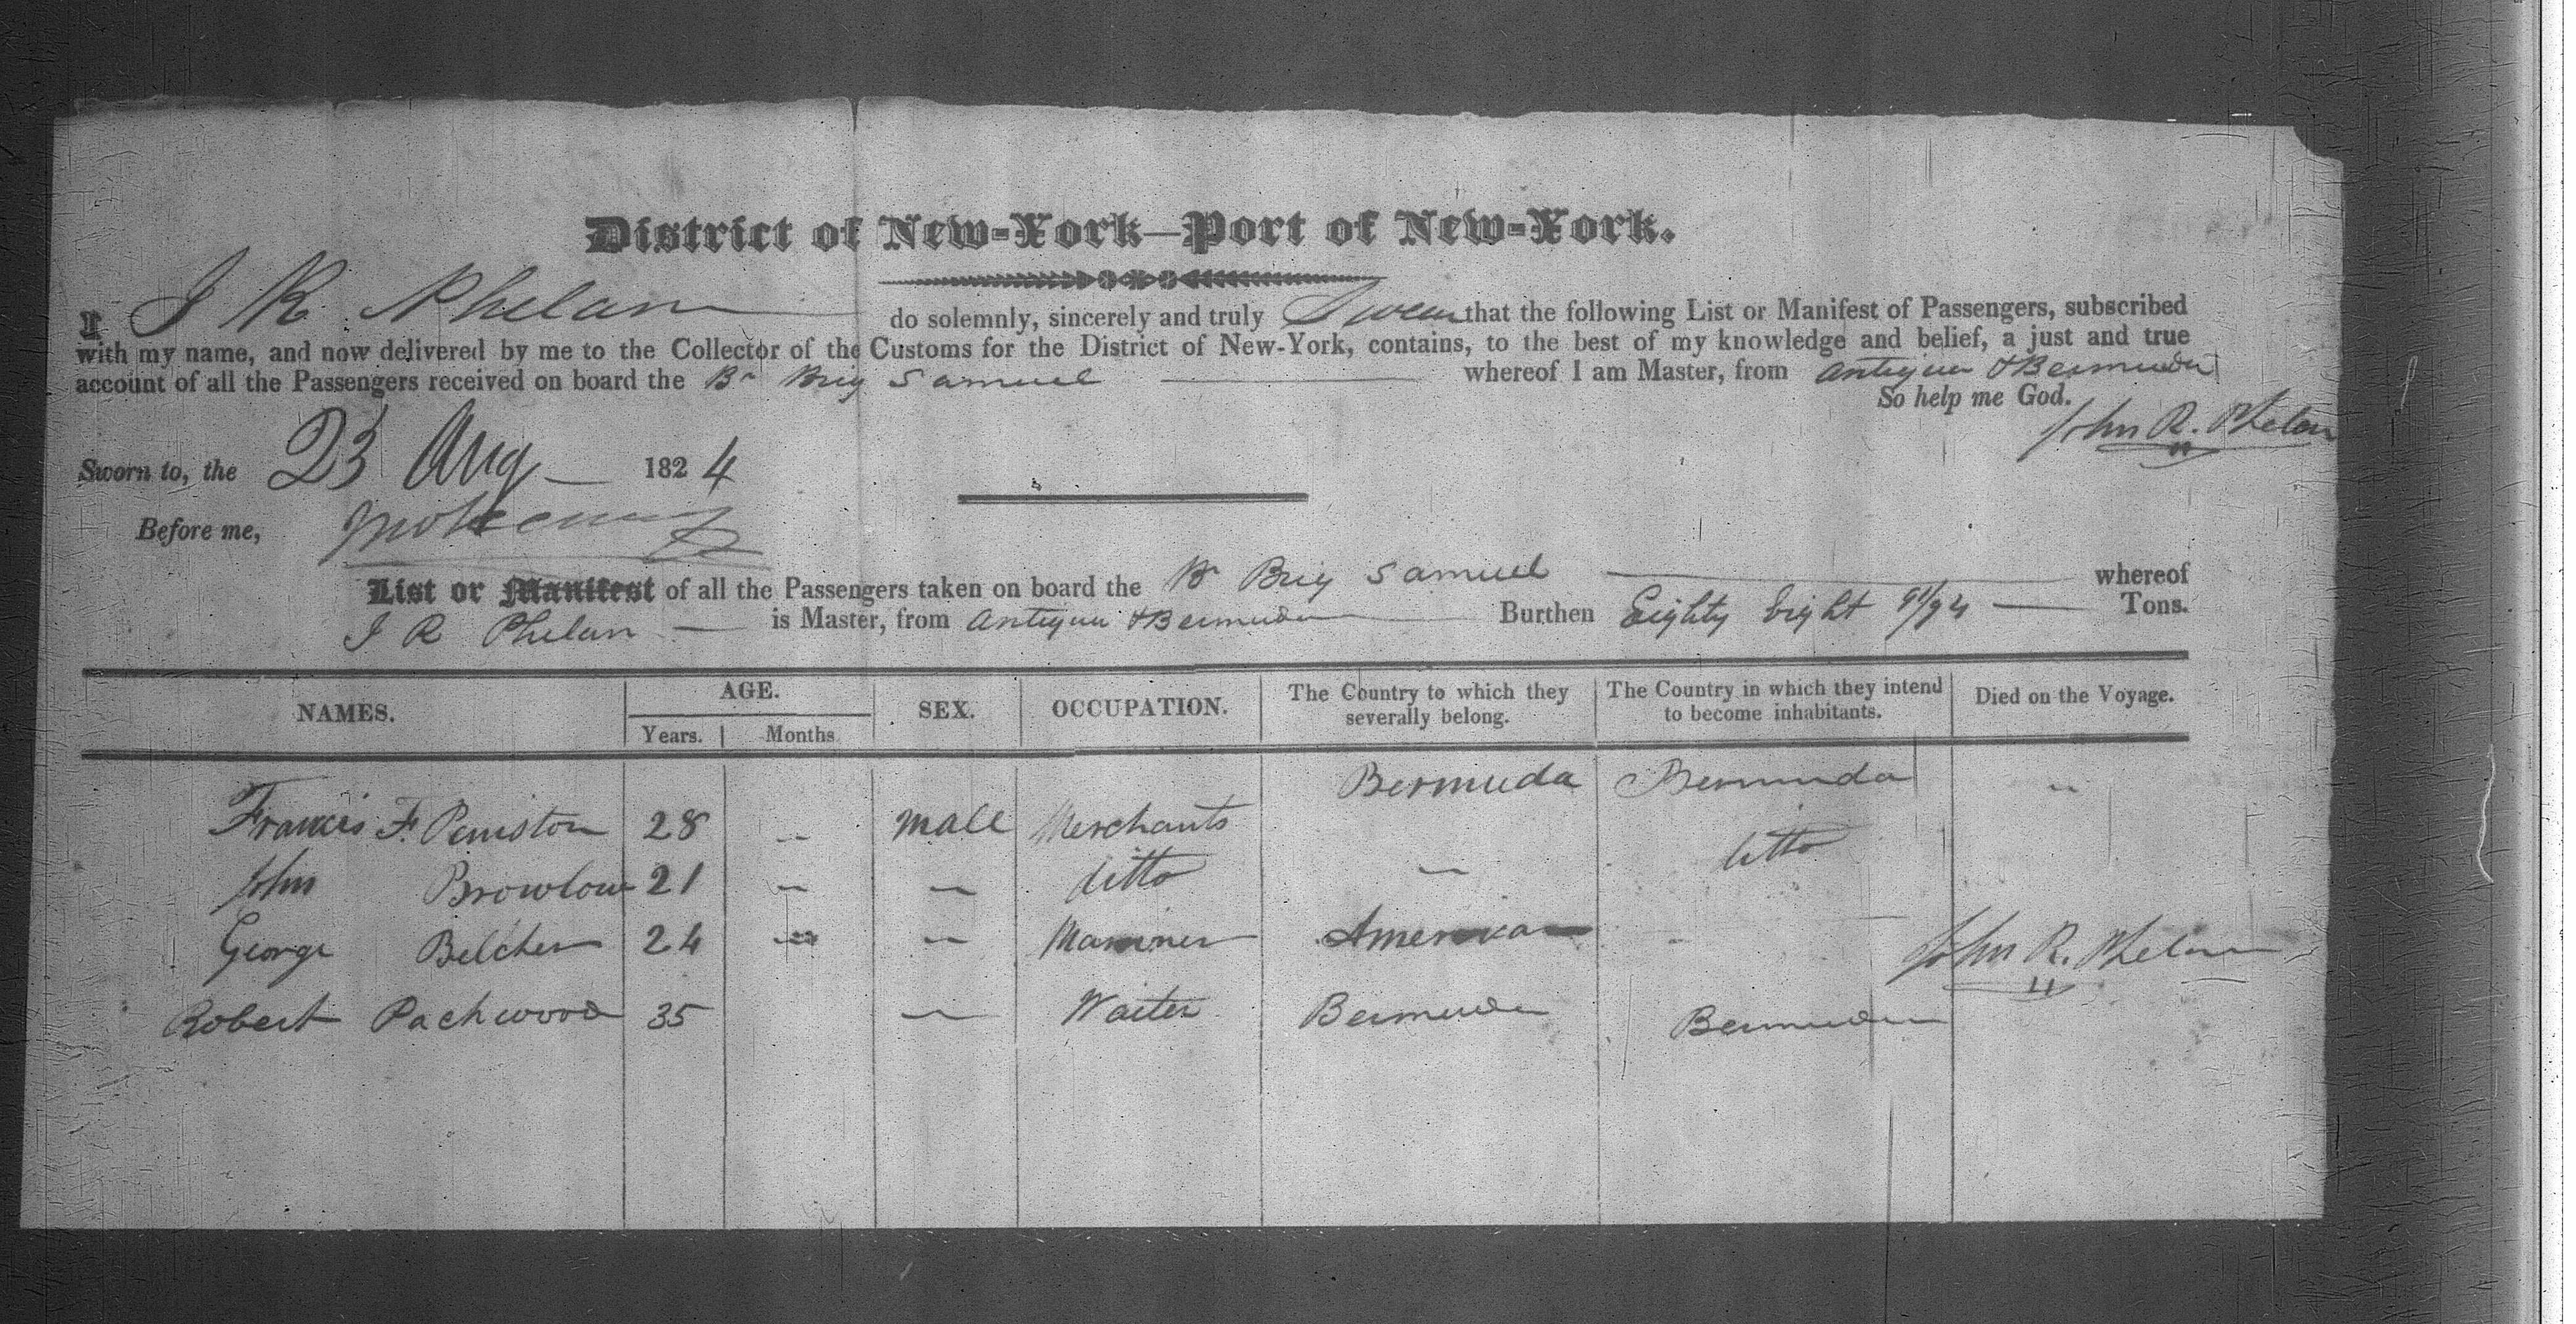 District of New-York—Port of New-York.
I J R Phelan do solemnly, sincerely and truly Swear that the following List or Manifest of Passengers, subscribed
with my name, and now delivered by me to the Collector of the Customs for the District of New-York, contains, to the best of my knowledge and belief, a just and true
account of all the Passengers received on board the Br Brig Samuel whereof I am Master, from Antigua & Bermuda
So help me God.
John R. Phelan
Sworn to, the 23 Aug 1824
Before me,
List or Manifest of all the Passengers taken on board the Br Brig Samuel whereof
J R Phelan is Master, from Antigua & Bermuda Burthen Eighty Eight 91/94 Tons.
NAMES. AGE. SEX. OCCUPATION. The Country to which they severally belong. The Country in which they intend to become inhabitants. Died on the Voyage.
Years. Months
Francis F. Peniston 28 — male Merchants Bermuda Bermuda "
John Browlow 21 — — ditto — ditto
George Belcher 24 — — Mariner American -
John R. Phelan
Robert Pachwood 35 — Waiter Bermuda Bermuda